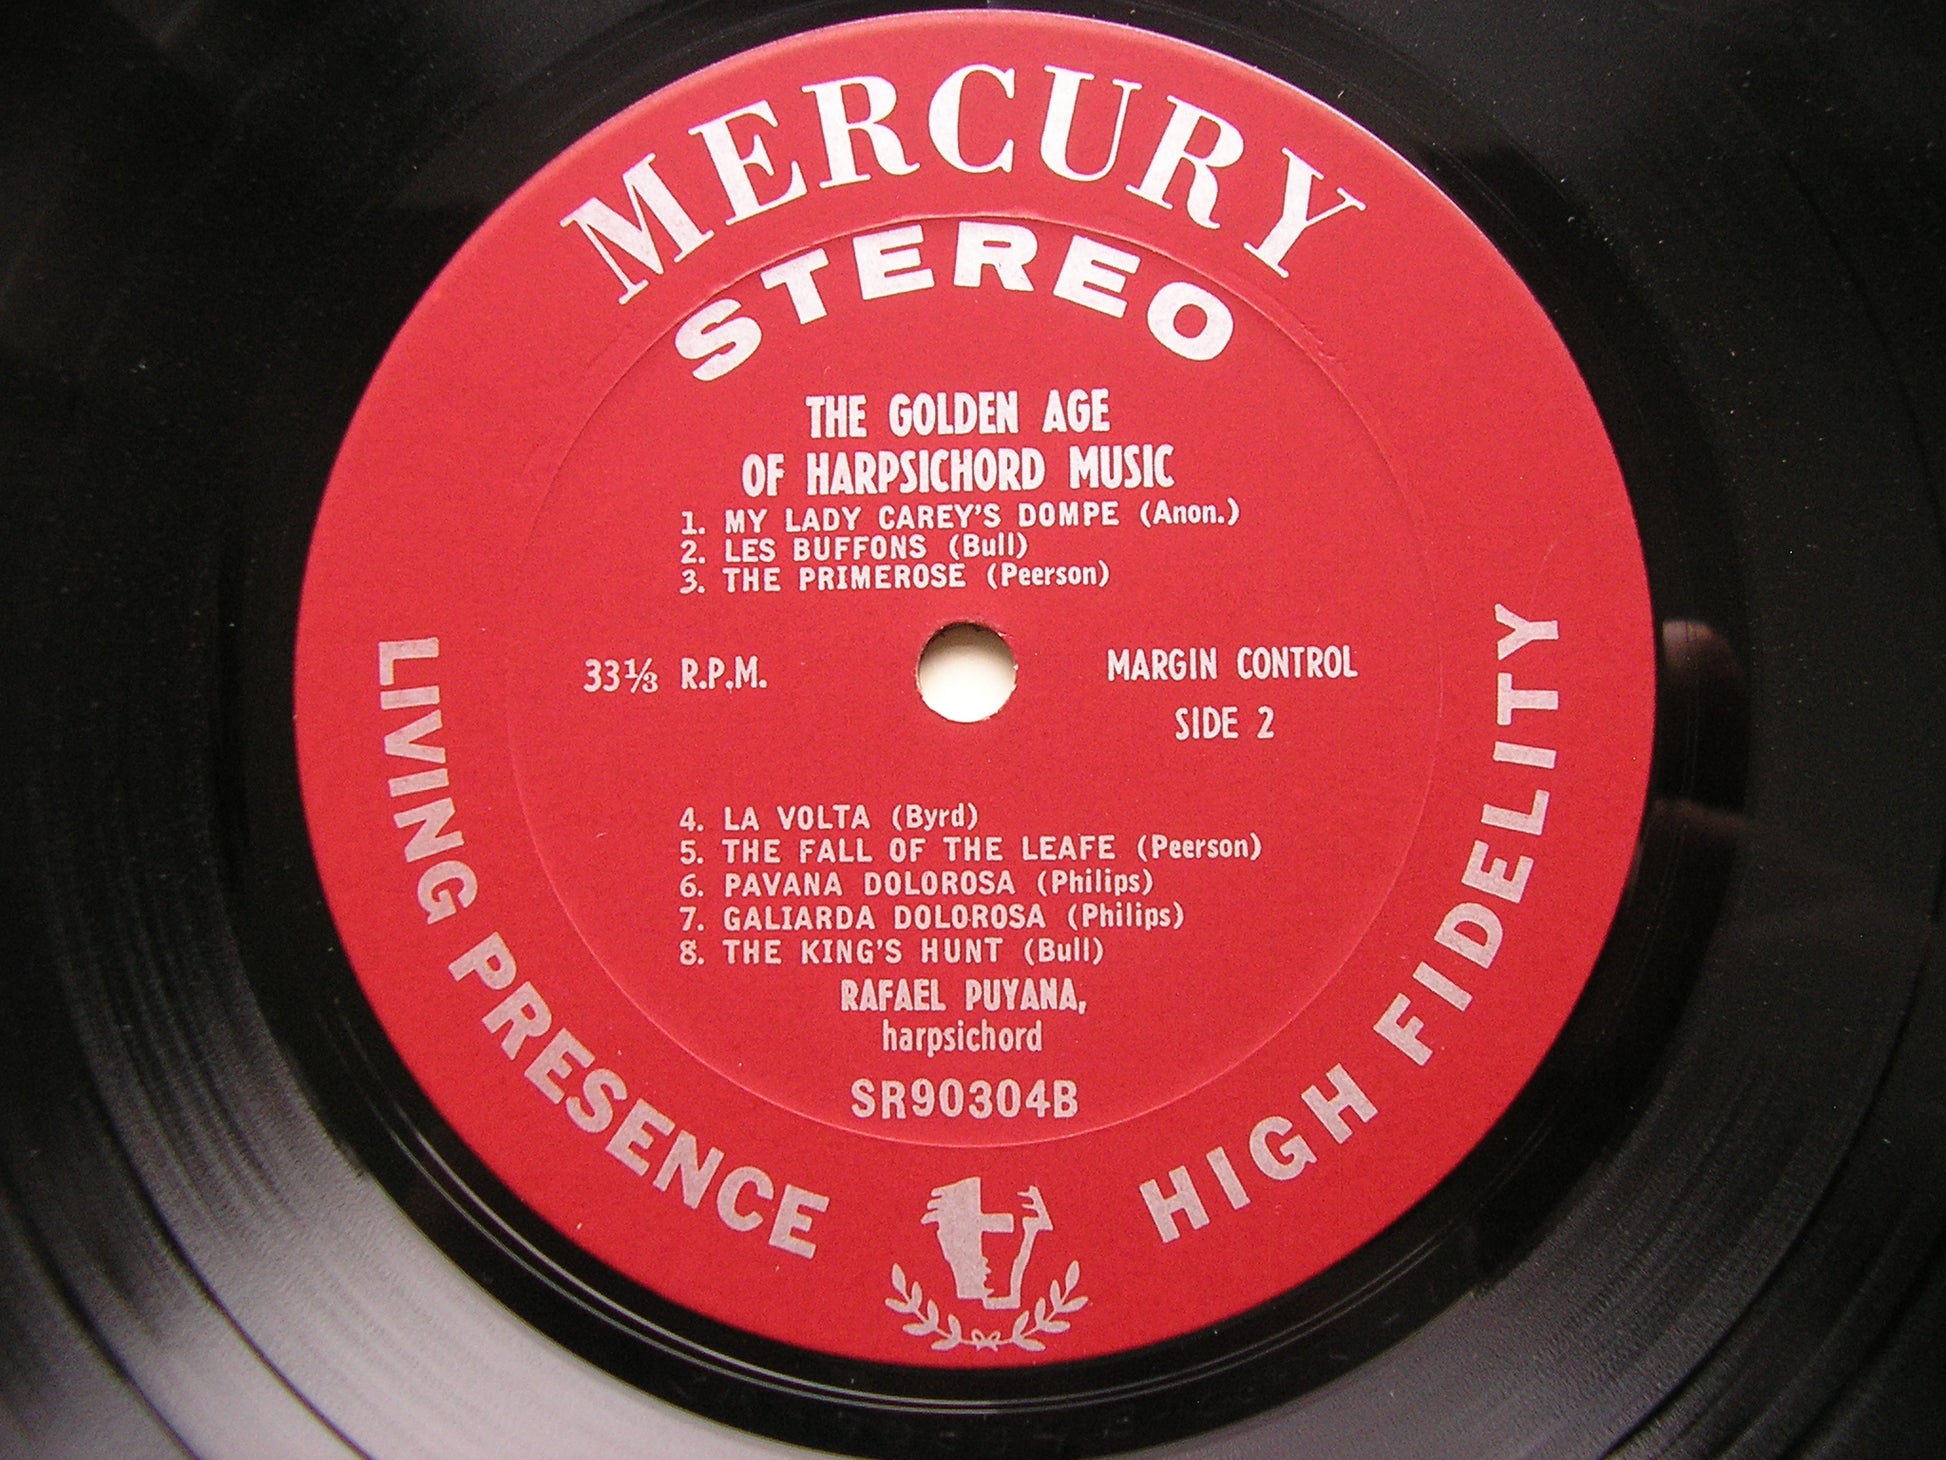 MERCURY
STEREO
THE GOLDEN AGE
OF HARPSICHORD MUSIC
1. MY LADY CAREY'S DOMPE (Anon.)
2. LES BUFFONS (Bull)
3. THE PRIMEROSE (Peerson)
33⅓ R.P.M.
MARGIN CONTROL
SIDE 2
4. LA VOLTA (Byrd)
5. THE FALL OF THE LEAFE (Peerson)
6. PAVANA DOLOROSA (Philips)
7. GALIARDA DOLOROSA (Philips)
8. THE KING'S HUNT (Bull)
RAFAEL PUYANA,
harpsichord
SR90304B
LIVING PRESENCE
HIGH FIDELITY